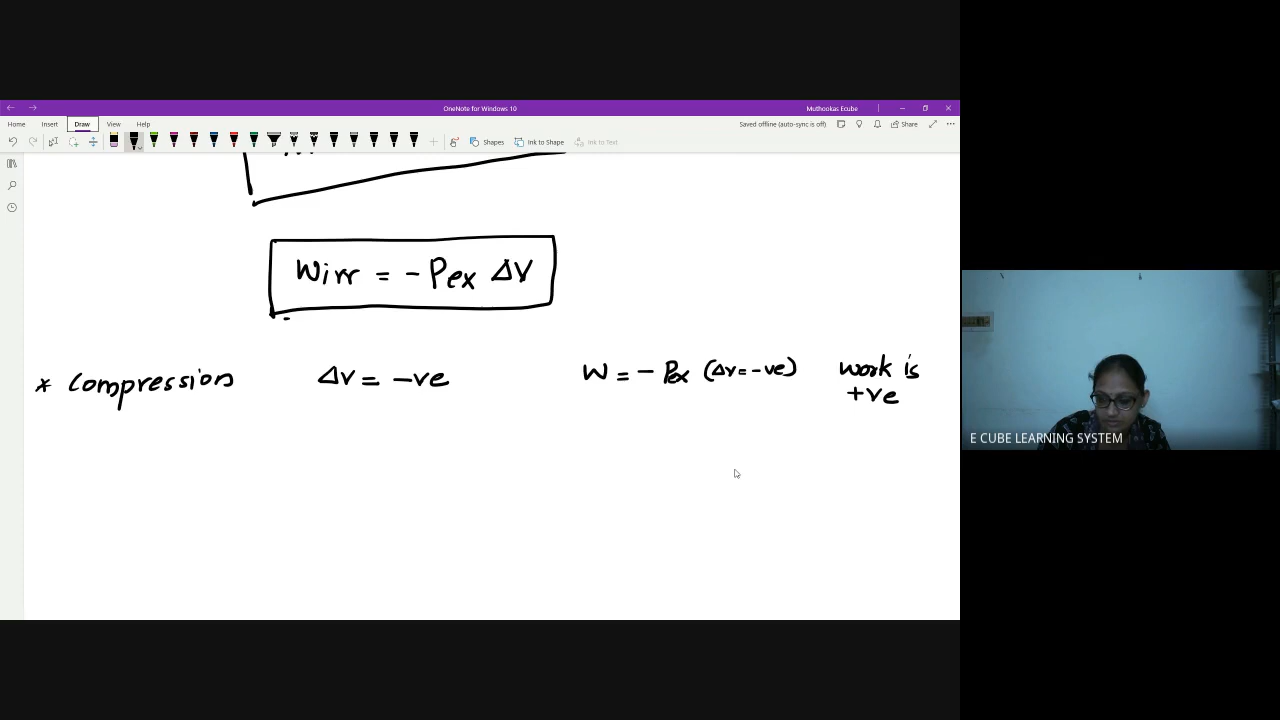 OneNote for Windows 10
Muthookas Ecube
Home Insert Draw View Help
Saved offline (auto-sync is off)
Share
Shapes
Ink to Shape
Ink to Text
Wirr = - Pex ΔV
* Compression ΔV = -ve W = - Pex (ΔV = -ve) work is
+ve
E CUBE LEARNING SYSTEM